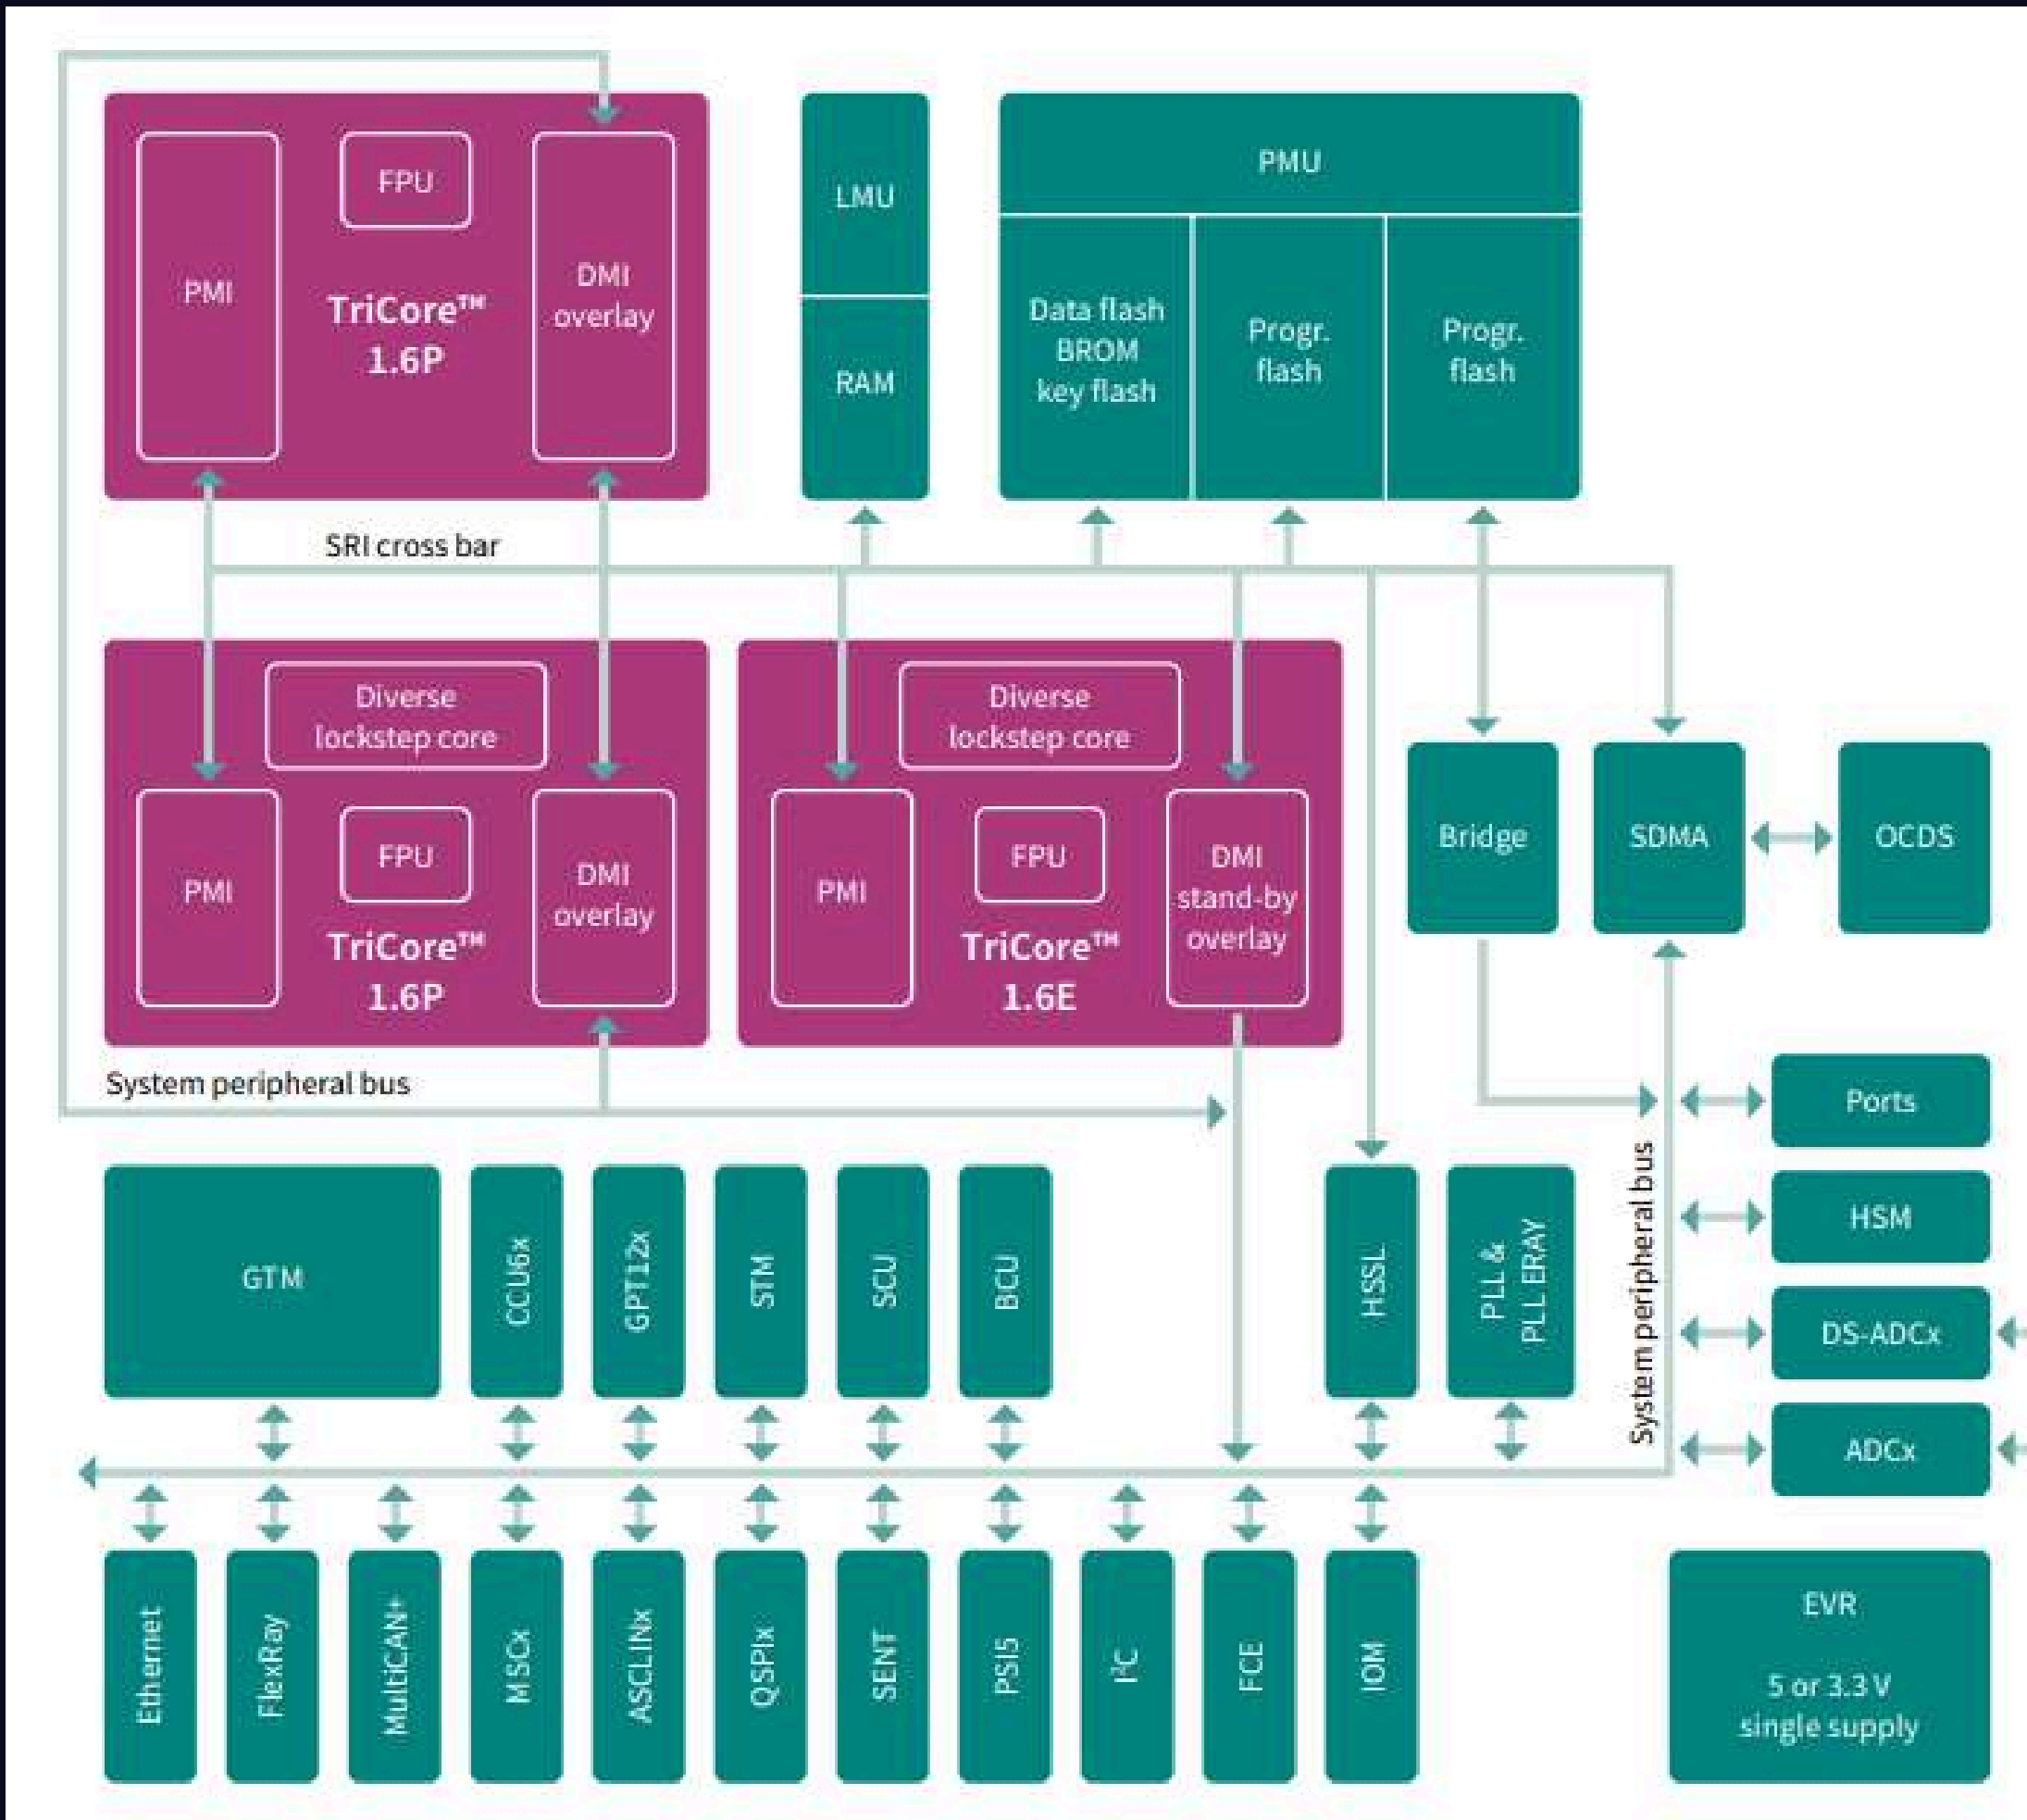 PMI
FPU
TriCore™
1.6P
DMI
overlay
LMU
RAM
PMU
Data flash
BROM
key flash
Progr.
flash
Progr.
flash
SRI cross bar
Diverse
lockstep core
PMI
FPU
TriCore™
1.6P
DMI
overlay
Diverse
lockstep core
PMI
FPU
TriCore™
1.6E
DMI
stand-by
overlay
Bridge
SDMA
OCDS
System peripheral bus
Ports
HSM
DS-ADCx
ADCx
System peripheral bus
GTM
CCU6x
GPT12x
STM
SCU
BCU
HSSL
PLL &
PLL ERAY
Ethernet
FlexRay
MultiCAN+
MSCx
ASCLINx
QSPIx
SENT
PSI5
I²C
FCE
IOM
EVR
5 or 3.3 V
single supply